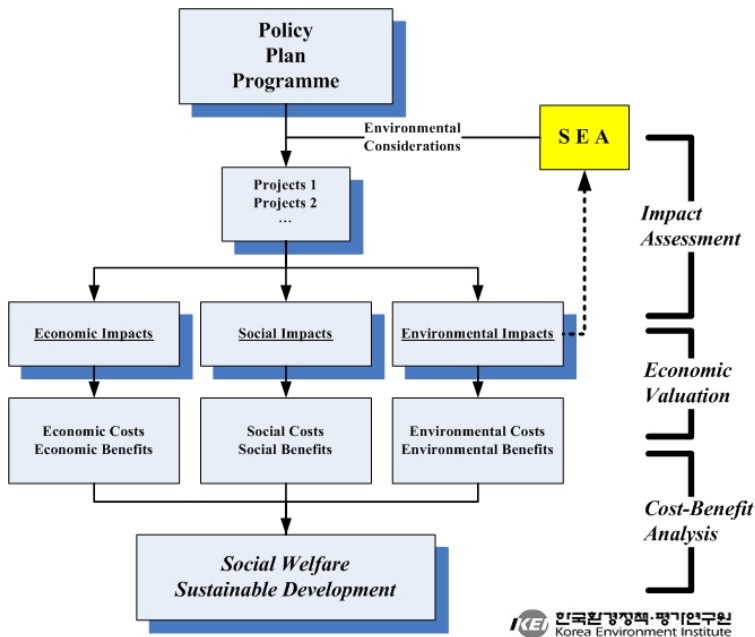 Policy
Plan
Programme
Environmental
Considerations
S E A
Projects 1
Projects 2
...
Impact
Assessment
Economic Impacts
Social Impacts
Environmental Impacts
Economic
Valuation
Economic Costs
Economic Benefits
Social Costs
Social Benefits
Environmental Costs
Environmental Benefits
Cost-Benefit
Analysis
Social Welfare
Sustainable Development
KEI 한국환경정책·평가연구원
Korea Environment Institute